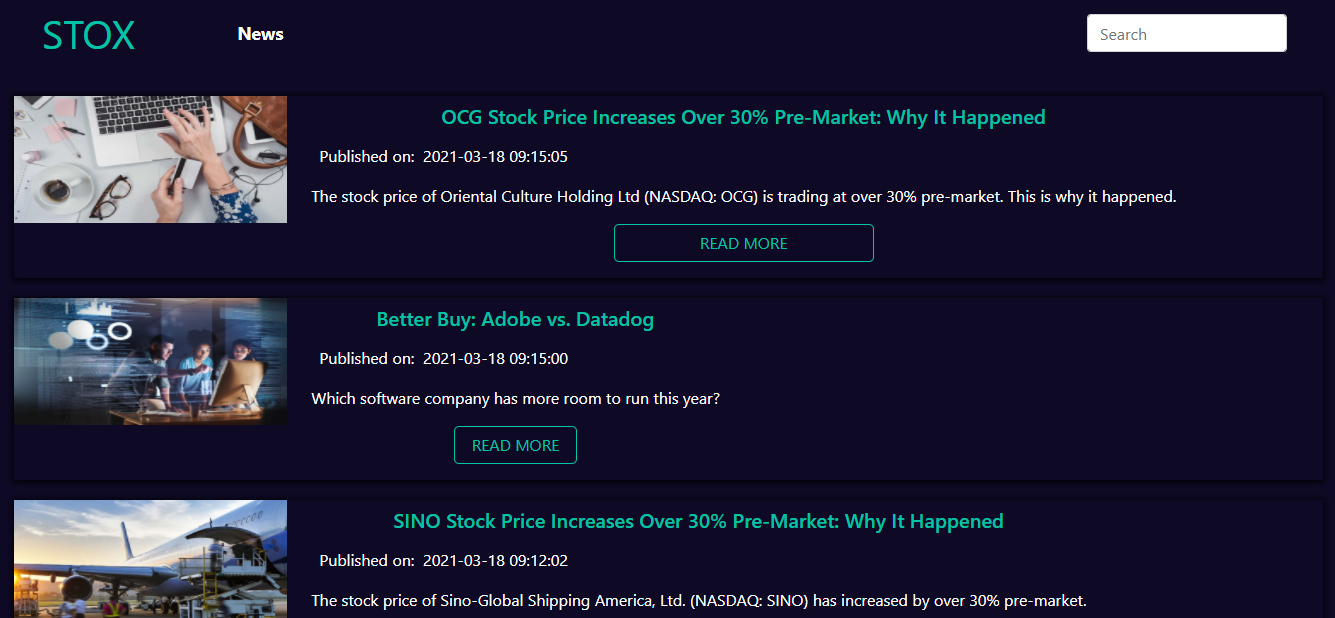 STOX
News
Search
OCG Stock Price Increases Over 30% Pre-Market: Why It Happened
Published on: 2021-03-18 09:15:05
The stock price of Oriental Culture Holding Ltd (NASDAQ: OCG) is trading at over 30% pre-market. This is why it happened.
READ MORE
Better Buy: Adobe vs. Datadog
Published on: 2021-03-18 09:15:00
Which software company has more room to run this year?
READ MORE
SINO Stock Price Increases Over 30% Pre-Market: Why It Happened
Published on: 2021-03-18 09:12:02
The stock price of Sino-Global Shipping America, Ltd. (NASDAQ: SINO) has increased by over 30% pre-market.